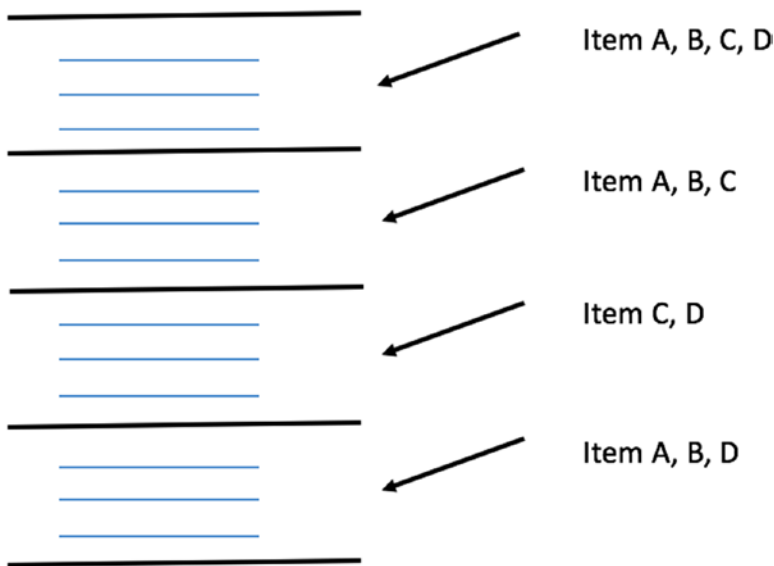 Item A, B, C, D
Item A, B, C
Item C, D
Item A, B, D